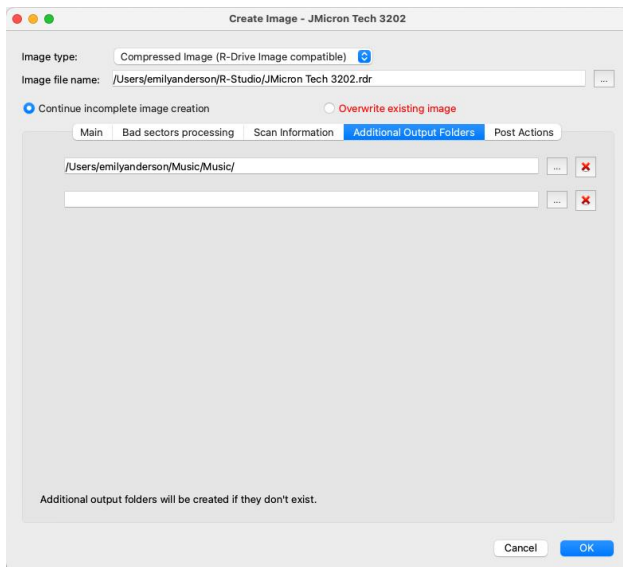 Create Image - JMicron Tech 3202
Image type: Compressed Image (R-Drive Image compatible)
Image file name: /Users/emilyanderson/R-Studio/JMicron Tech 3202.rdr ...
Continue incomplete image creation Overwrite existing image
Main Bad sectors processing Scan Information Additional Output Folders Post Actions
/Users/emilyanderson/Music/Music/ ...
...
Additional output folders will be created if they don't exist.
Cancel OK